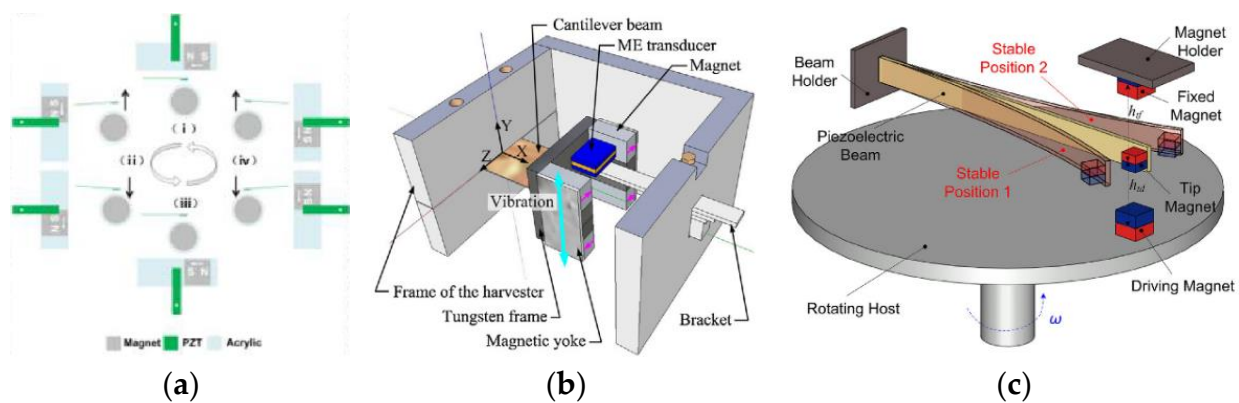 N S
(i)
(ii)
(iv)
(iii)
S N
Magnet PZT Acrylic
(a)
Cantilever beam
ME transducer
Magnet
Y
Z
X
Vibration
Frame of the harvester
Tungsten frame
Magnetic yoke
Bracket
(b)
Beam
Holder
Stable
Position 2
Magnet
Holder
Fixed
Magnet
Piezoelectric
Beam
Stable
Position 1
Tip
Magnet
Driving Magnet
Rotating Host
ω
(c)